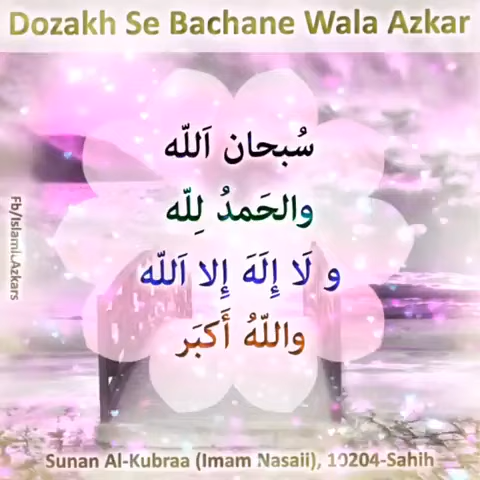 Dozakh Se Bachane Wala Azkar
سُبحان اَللّه
والحَمدُ لِلّه
و لَا إِلَهَ إِلا اَللّه
واللّهُ أَكبَر
Fb/Islamic.Azkars
Sunan Al-Kubraa (Imam Nasaii), 10204-Sahih